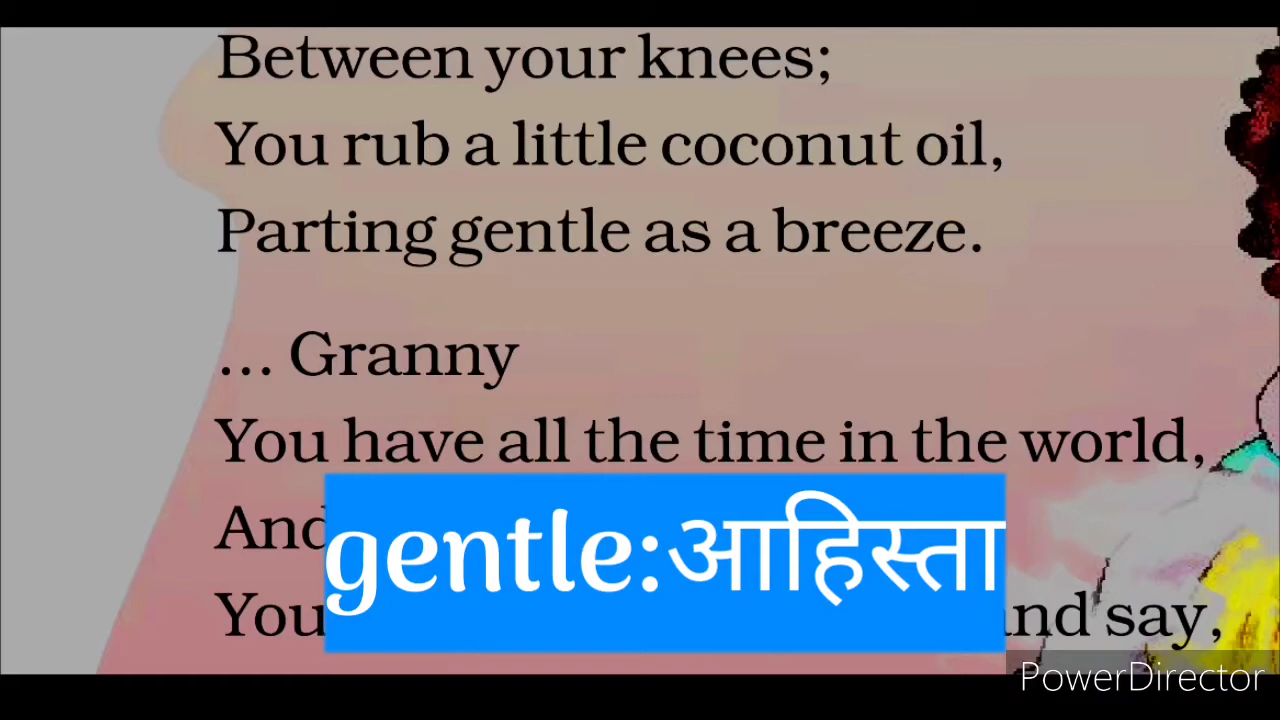 Between your knees;
You rub a little coconut oil,
Parting gentle as a breeze.
... Granny
You have all the time in the world,
And
gentle:आहिस्ता
You and say,
PowerDirector